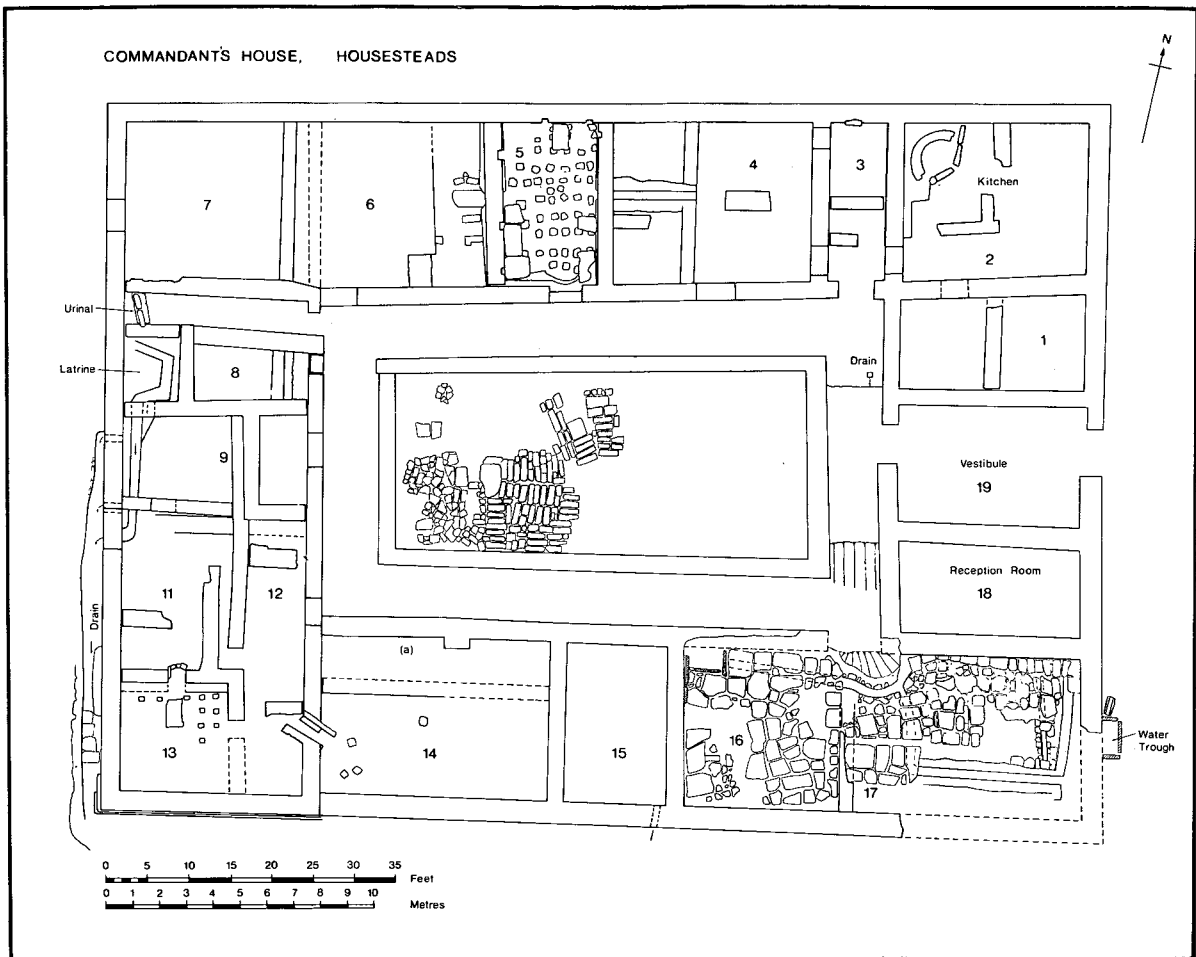 COMMANDANT'S HOUSE, HOUSESTEADS
N
5
4
3
Kitchen
7
6
2
Urinal
1
Drain
Latrine
8
9
Vestibule
19
Reception Room
18
11
12
Drain
(a)
16
Water
Trough
13
14
15
17
0 5 10 15 20 25 30 35
Feet
0 1 2 3 4 5 6 7 8 9 10
Metres